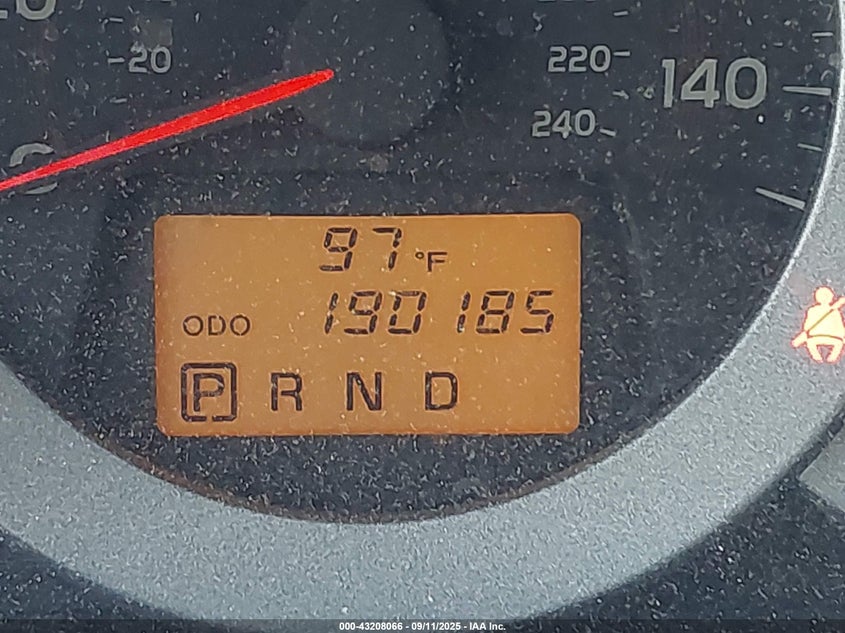 20
220
140
240
97 °F
ODO 190185
P R N D
000-43208066 - 09/11/2025 - IAA Inc.